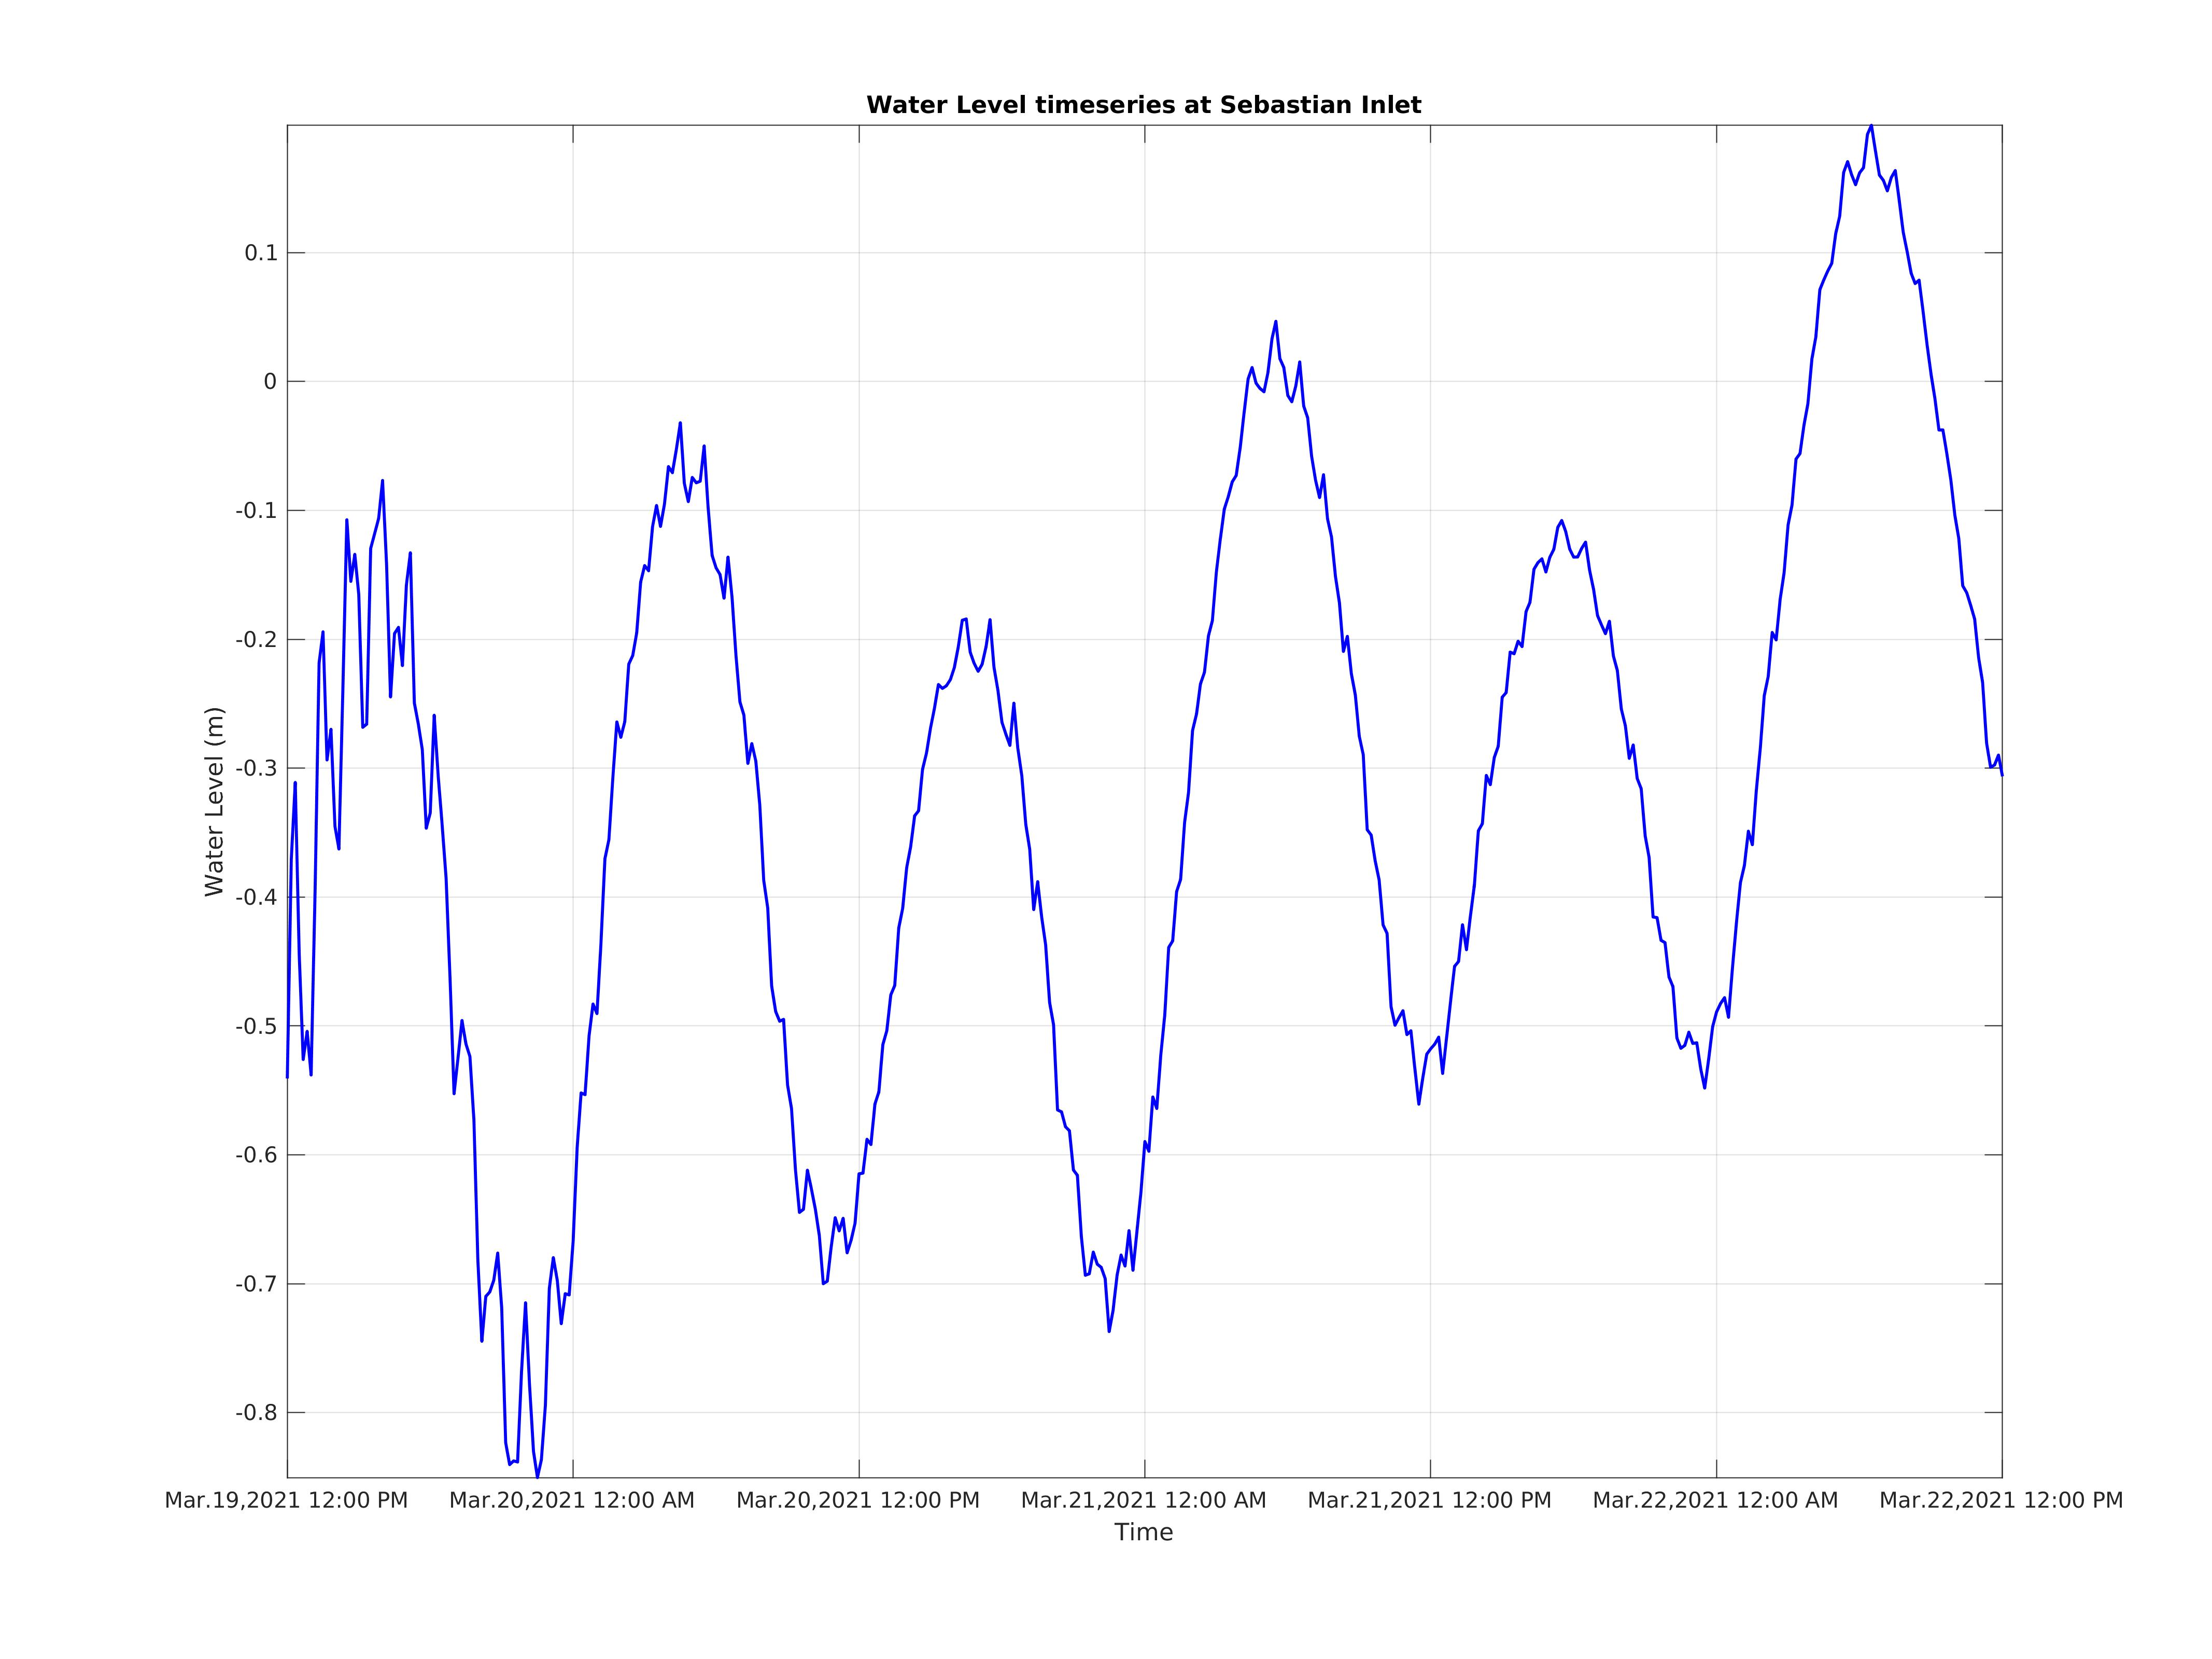 Water Level timeseries at Sebastian Inlet
0.1
0
-0.1
-0.2
-0.3
-0.4
-0.5
-0.6
-0.7
-0.8
Water Level (m)
Mar.19,2021 12:00 PM Mar.20,2021 12:00 AM Mar.20,2021 12:00 PM Mar.21,2021 12:00 AM Mar.21,2021 12:00 PM Mar.22,2021 12:00 AM Mar.22,2021 12:00 PM
Time